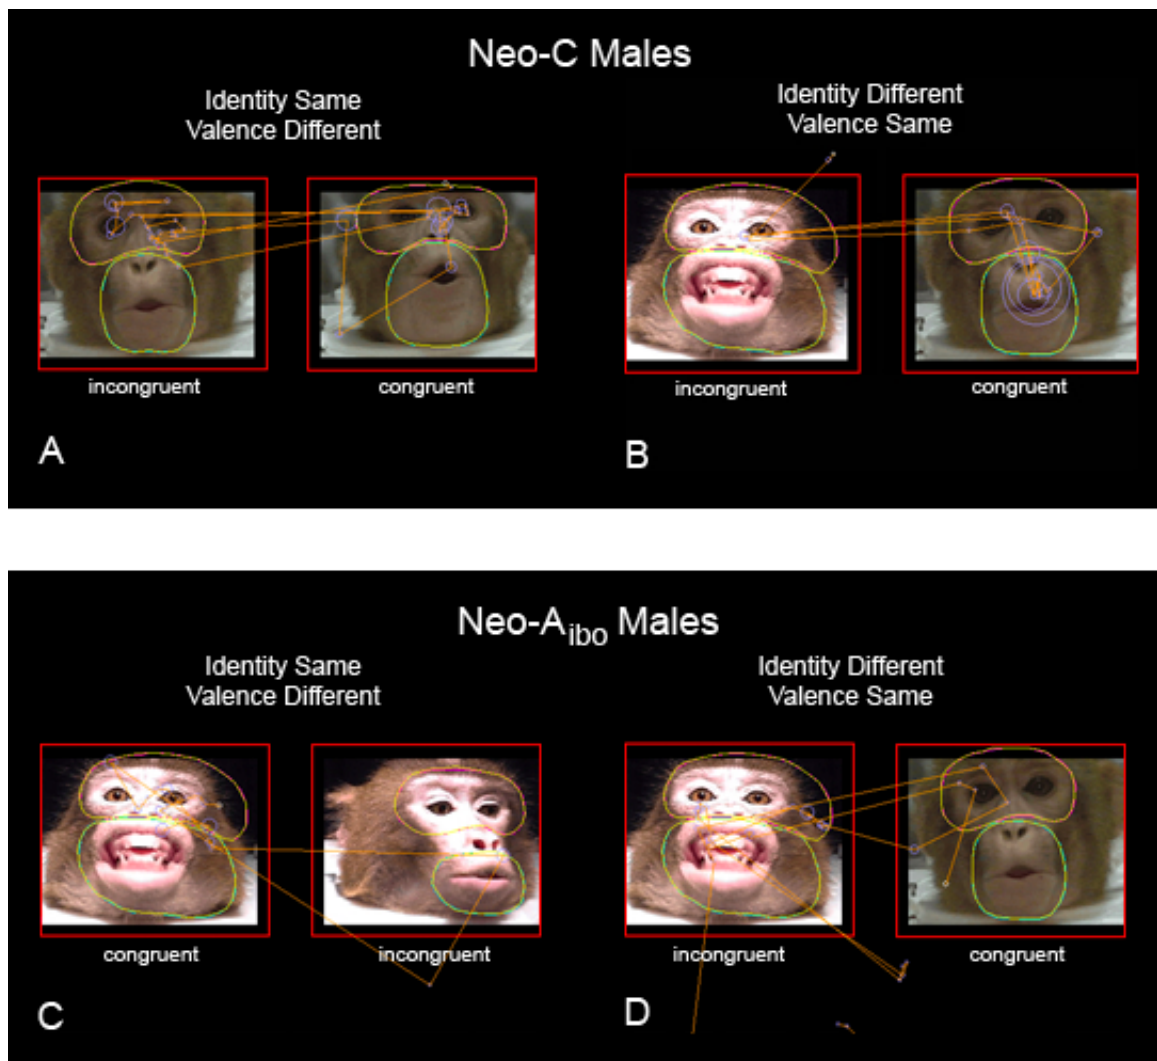 Neo-C Males
Identity Same
Valence Different
Identity Different
Valence Same
incongruent
congruent
incongruent
congruent
A
B
Neo-Aibo Males
Identity Same
Valence Different
Identity Different
Valence Same
congruent
incongruent
incongruent
congruent
C
D